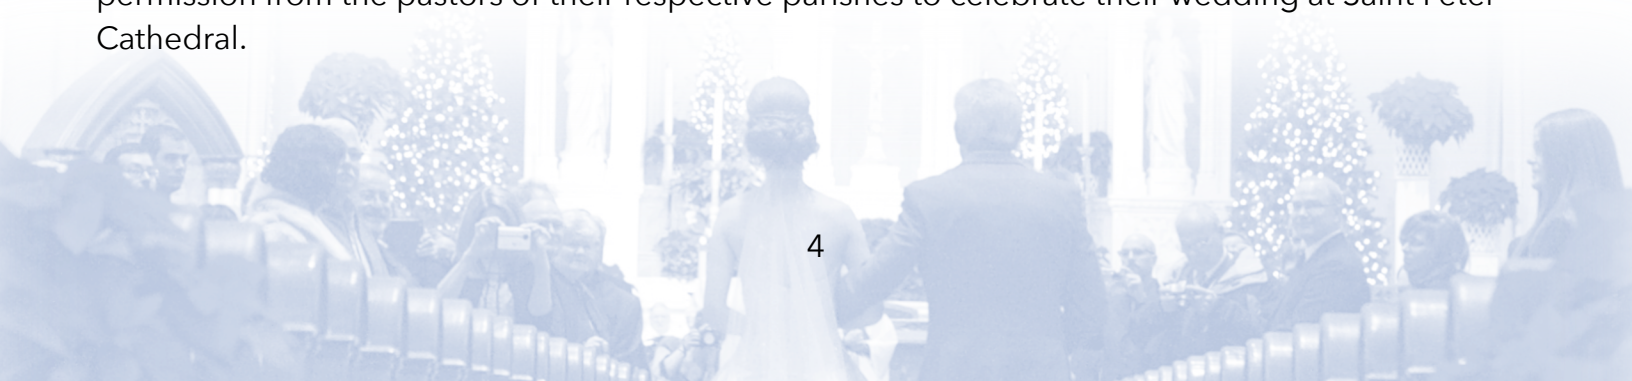 permission from the pastors of their respective parishes to celebrate their wedding at Saint Peter
Cathedral.
4